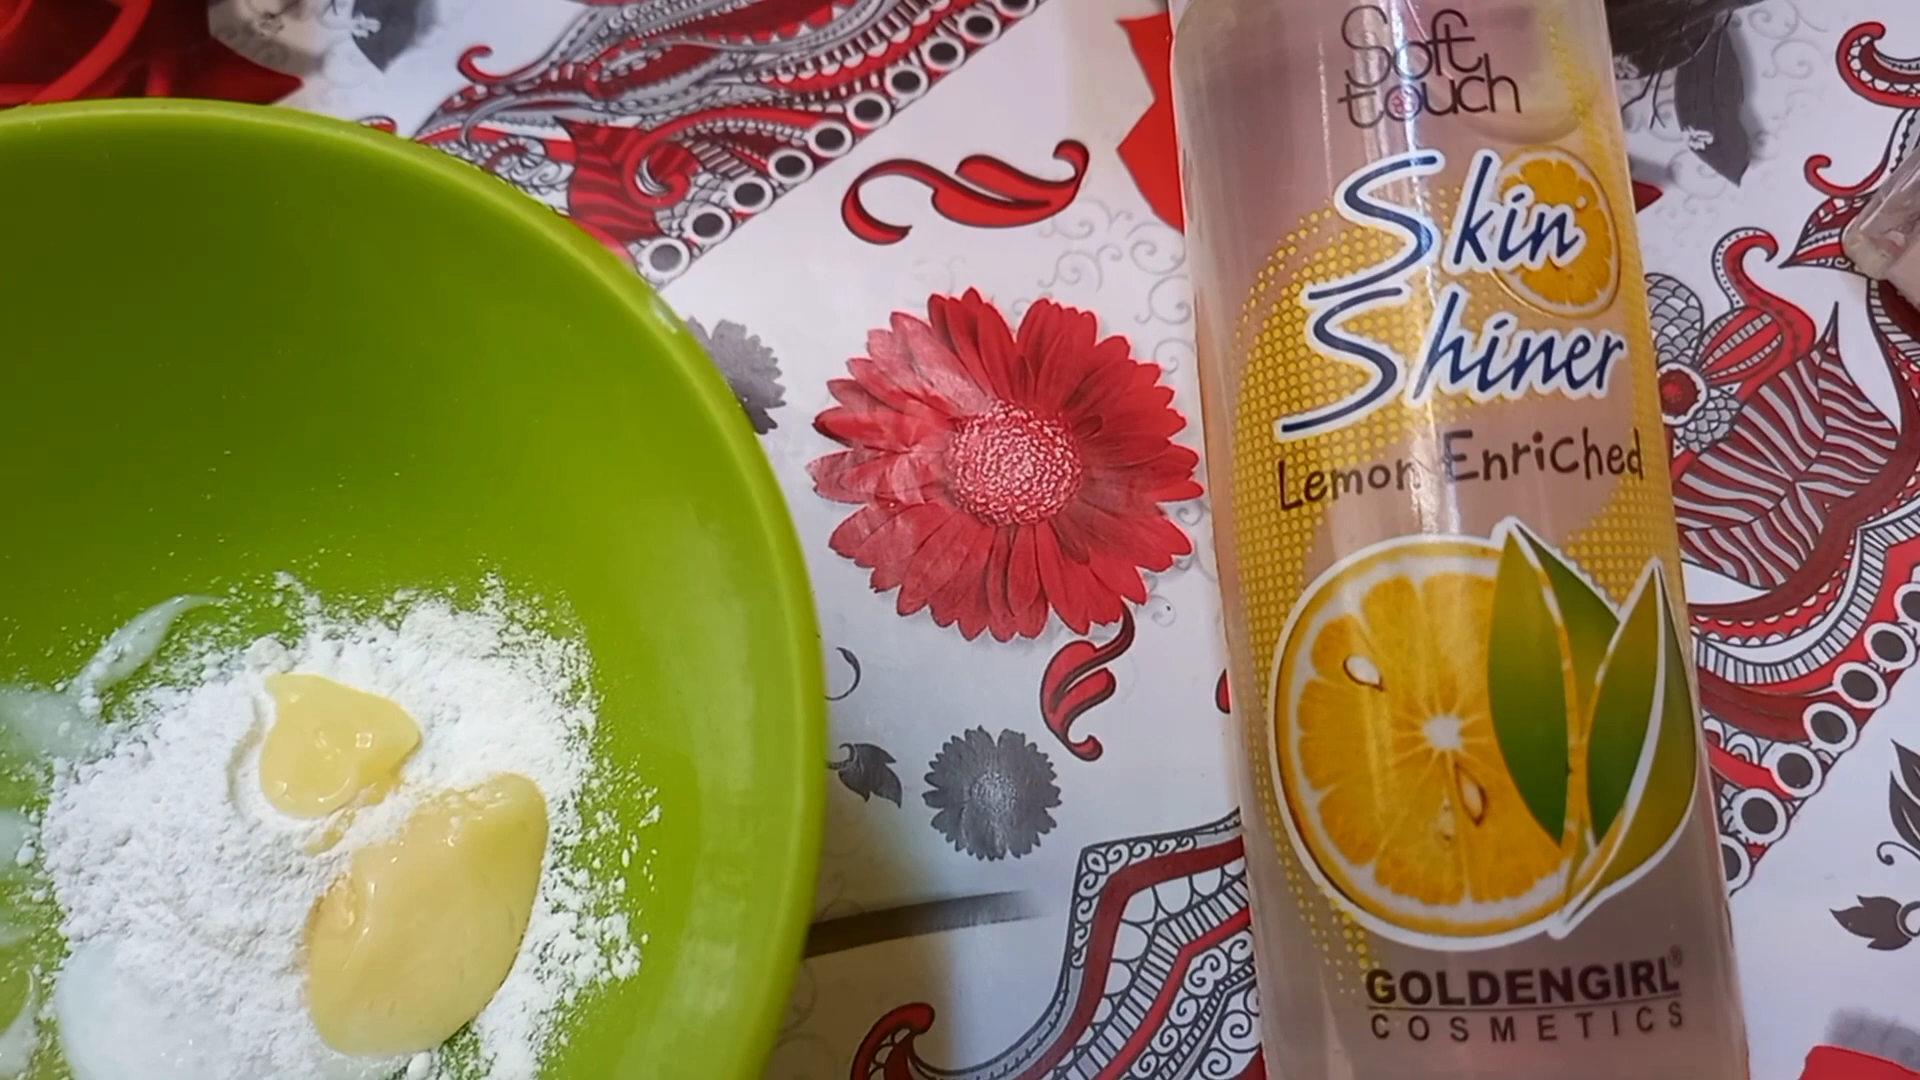 Soft
touch
Skin
Shiner
Lemon Enriched
GOLDENGIRL®
COSMETICS